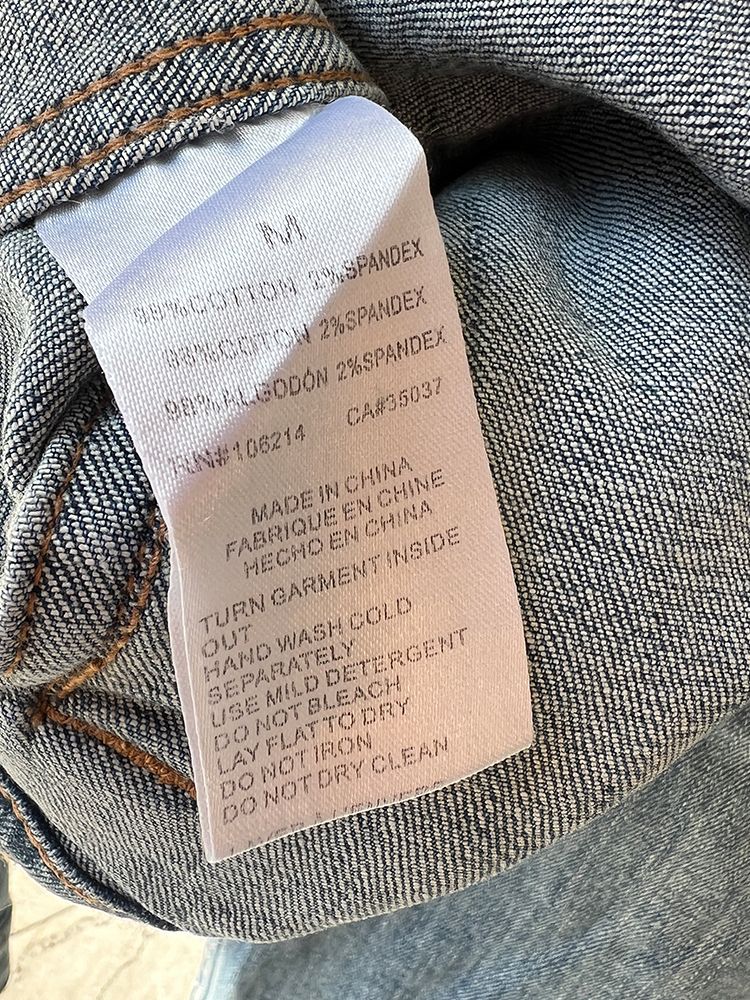 M
98%COTTON 2%SPANDEX
98%COTON 2%SPANDEX
98%ALGODÓN 2%SPANDEX
RN#106214 CA#35037
MADE IN CHINA
FABRIQUE EN CHINE
HECHO EN CHINA
TURN GARMENT INSIDE
OUT
HAND WASH COLD
SEPARATELY
USE MILD DETERGENT
DO NOT BLEACH
LAY FLAT TO DRY
DO NOT IRON
DO NOT DRY CLEAN